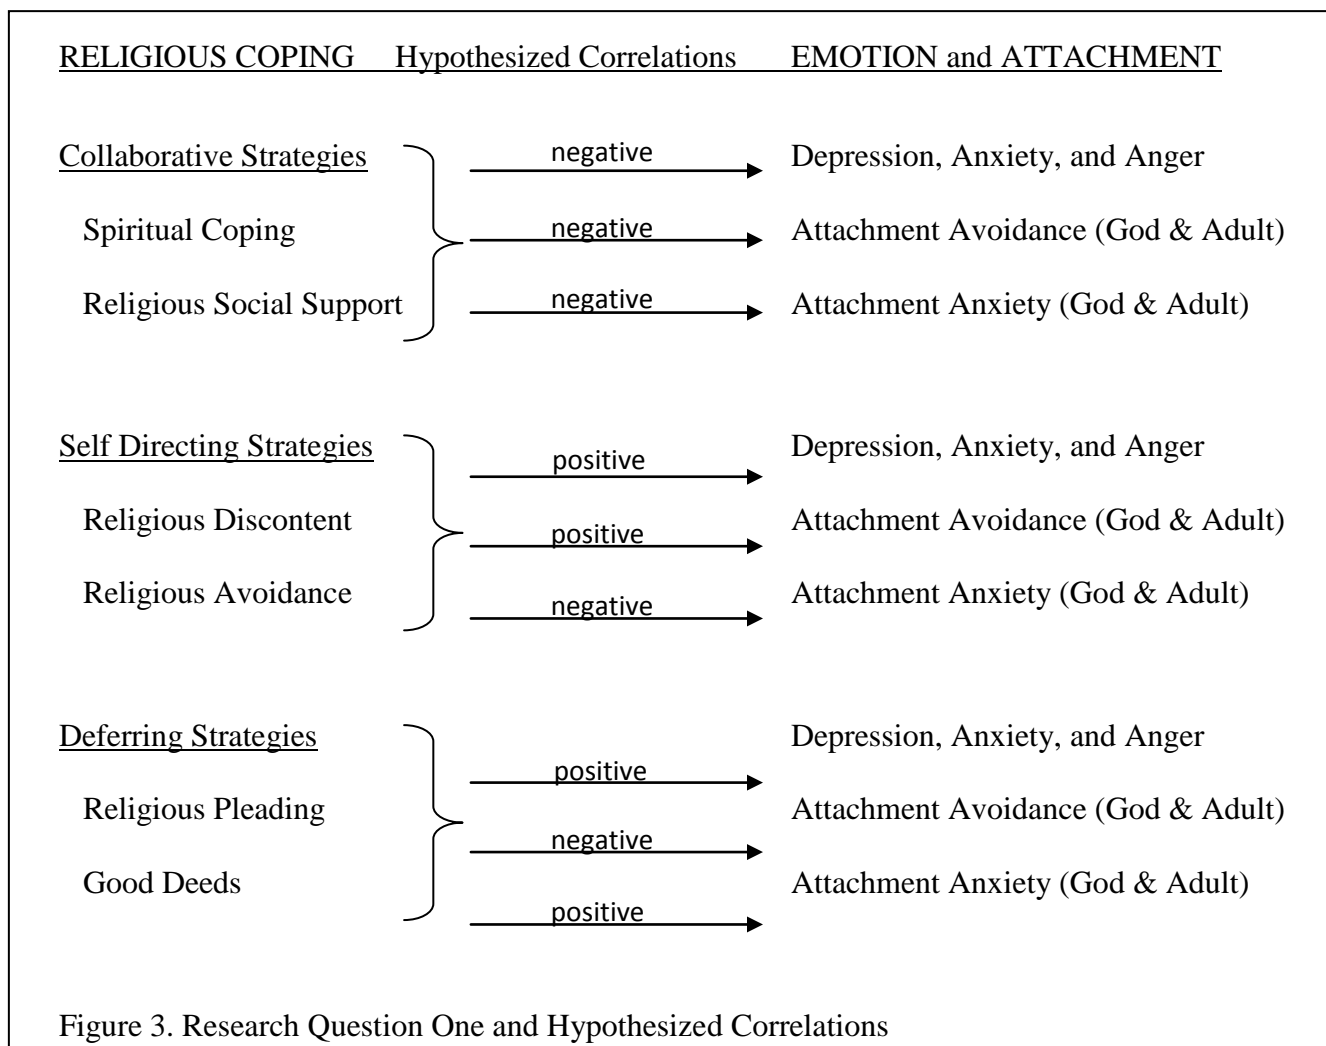 RELIGIOUS COPING Hypothesized Correlations EMOTION and ATTACHMENT
Collaborative Strategies negative Depression, Anxiety, and Anger
Spiritual Coping negative Attachment Avoidance (God & Adult)
Religious Social Support negative Attachment Anxiety (God & Adult)
Self Directing Strategies positive Depression, Anxiety, and Anger
Religious Discontent positive Attachment Avoidance (God & Adult)
Religious Avoidance negative Attachment Anxiety (God & Adult)
Deferring Strategies positive Depression, Anxiety, and Anger
Religious Pleading negative Attachment Avoidance (God & Adult)
Good Deeds positive Attachment Anxiety (God & Adult)
Figure 3. Research Question One and Hypothesized Correlations